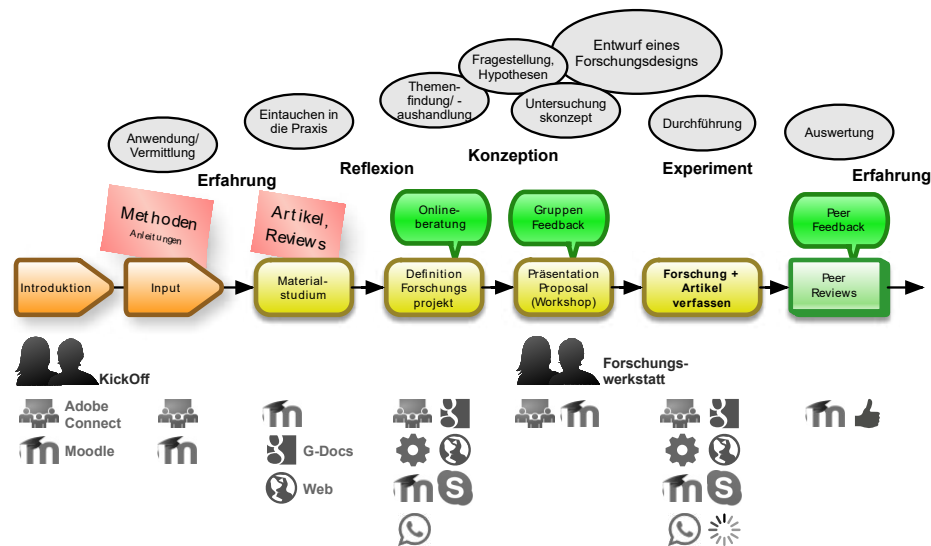 Entwurf eines
Forschungsdesigns
Fragestellung,
Hypothesen
Themen-
findung/ -
aushandlung
Untersuchung
skonzept
Eintauchen in
die Praxis
Anwendung/
Vermittlung
Durchführung
Auswertung
Erfahrung
Reflexion
Konzeption
Experiment
Erfahrung
Methoden
Anleitungen
Artikel,
Reviews
Online-
beratung
Gruppen
Feedback
Peer
Feedback
Introduktion
Input
Material-
studium
Definition
Forschungs
projekt
Präsentation
Proposal
(Workshop)
Forschung +
Artikel
verfassen
Peer
Reviews
KickOff
Forschungs-
werkstatt
Adobe
Connect
Moodle
G-Docs
Web